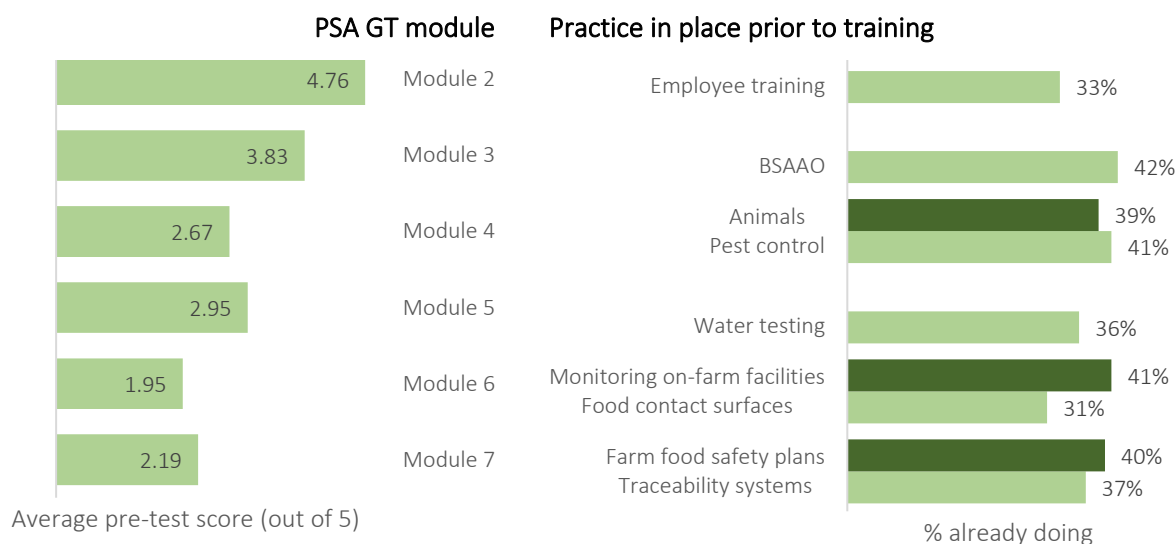 PSA GT module
Practice in place prior to training
4.76
Module 2
Employee training
33%
3.83
Module 3
BSAAO
42%
2.67
Module 4
Animals
39%
Pest control
41%
2.95
Module 5
Water testing
36%
1.95
Module 6
Monitoring on-farm facilities
41%
Food contact surfaces
31%
2.19
Module 7
Farm food safety plans
40%
Traceability systems
37%
Average pre-test score (out of 5)
% already doing